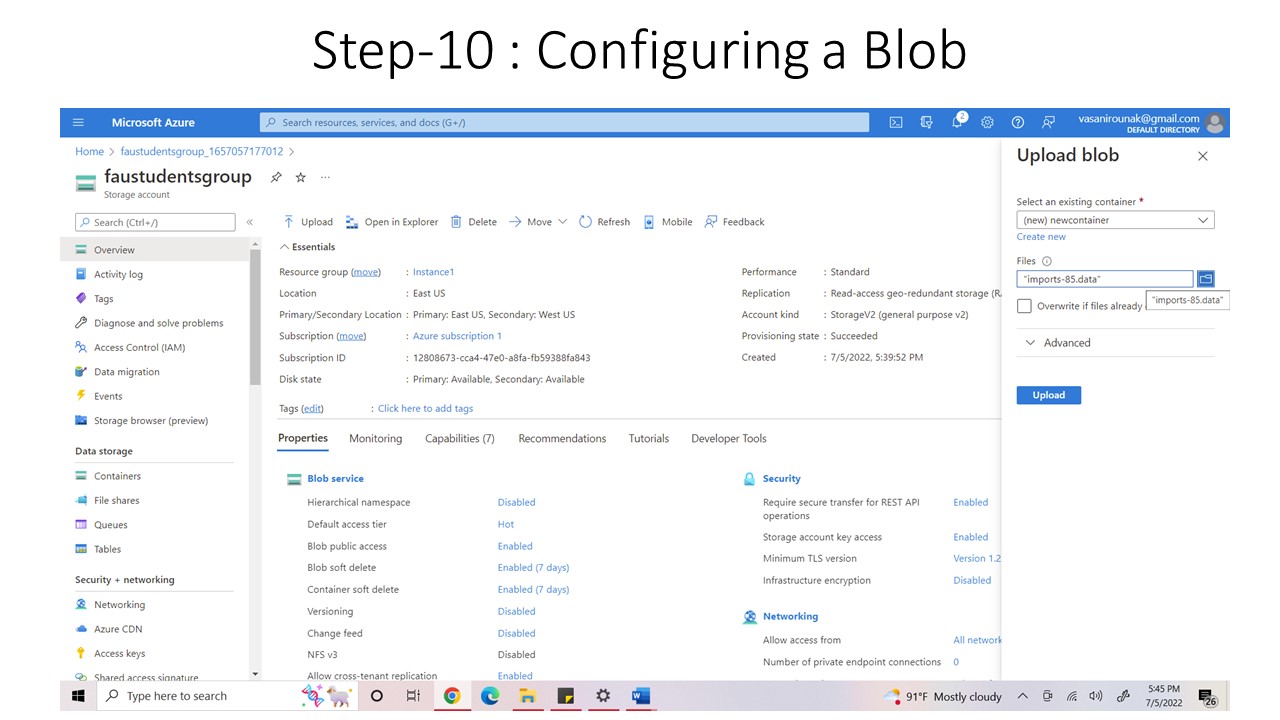 Step-10 : Configuring a Blob
Microsoft Azure
Search resources, services, and docs (G+/)
2
vasanirounak@gmail.com
DEFAULT DIRECTORY
Home > faustudentsgroup_1657057177012 >
faustudentsgroup
Storage account
Search (Ctrl+/)
Overview
Activity log
Tags
Diagnose and solve problems
Access Control (IAM)
Data migration
Events
Storage browser (preview)
Data storage
Containers
File shares
Queues
Tables
Security + networking
Networking
Azure CDN
Access keys
Shared access signature
Upload Open in Explorer Delete Move Refresh Mobile Feedback
Essentials
Resource group (move) : Instance1
Location : East US
Primary/Secondary Location : Primary: East US, Secondary: West US
Subscription (move) : Azure subscription 1
Subscription ID : 12808673-cca4-47e0-a8fa-fb59388fa843
Disk state : Primary: Available, Secondary: Available
Tags (edit) : Click here to add tags
Performance : Standard
Replication : Read-access geo-redundant storage (R
Account kind : StorageV2 (general purpose v2)
Provisioning state : Succeeded
Created : 7/5/2022, 5:39:52 PM
Properties Monitoring Capabilities (7) Recommendations Tutorials Developer Tools
Blob service
Hierarchical namespace Disabled
Default access tier Hot
Blob public access Enabled
Blob soft delete Enabled (7 days)
Container soft delete Enabled (7 days)
Versioning Disabled
Change feed Disabled
NFS v3 Disabled
Allow cross-tenant replication Enabled
Security
Require secure transfer for REST API Enabled
operations
Storage account key access Enabled
Minimum TLS version Version 1.2
Infrastructure encryption Disabled
Networking
Allow access from All network
Number of private endpoint connections 0
Upload blob
Select an existing container *
(new) newcontainer
Create new
Files
"imports-85.data"
Overwrite if files already
"imports-85.data"
Advanced
Upload
Type here to search
91°F Mostly cloudy
5:45 PM
7/5/2022
26